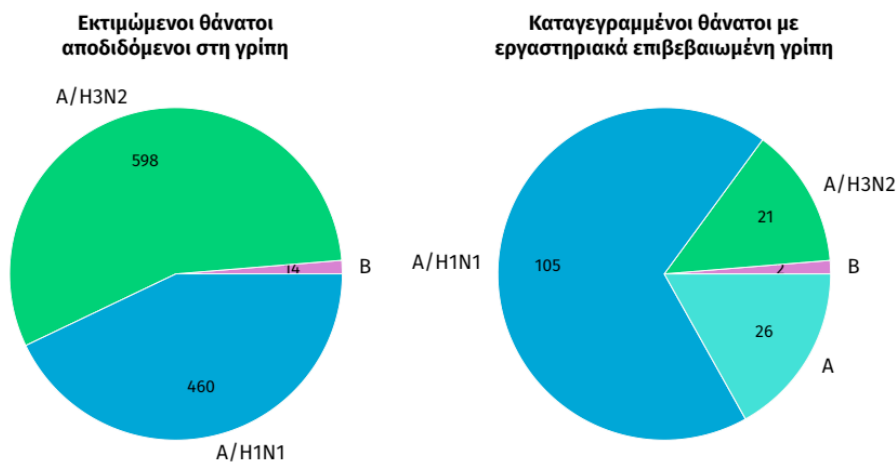 Εκτιμώμενοι θάνατοι
αποδιδόμενοι στη γρίπη
A/H3N2
598
14
B
460
A/H1N1
Καταγεγραμμένοι θάνατοι με
εργαστηριακά επιβεβαιωμένη γρίπη
A/H3N2
21
A/H1N1
105
2
B
26
A